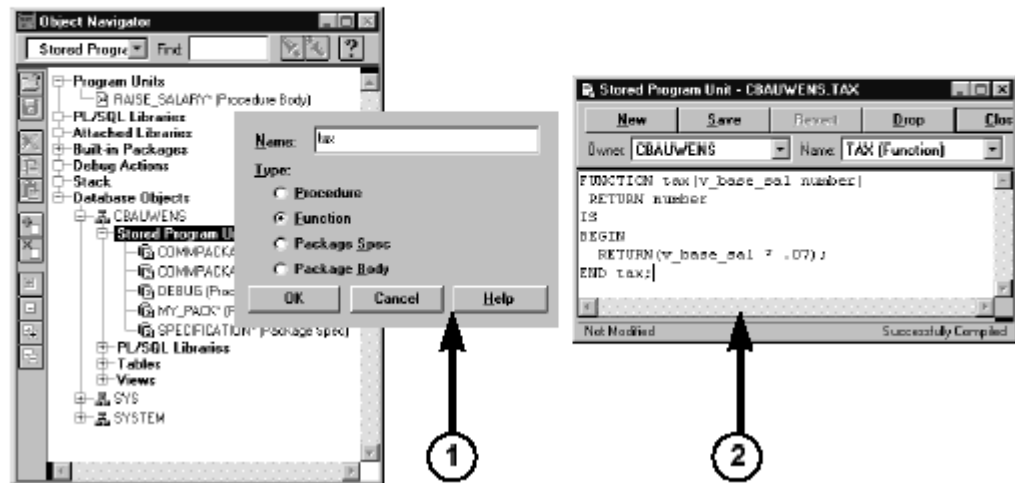 Object Navigator
Stored Progra
Find:
Program Units
RAISE_SALARY* (Procedure Body)
PL/SQL Libraries
Attached Libraries
Built-in Packages
Debug Actions
Stack
Database Objects
CBAUWENS
Stored Program U
COMMPACKA
COMMPACKA
DEBUG (Proc
MY_PACK* (P
SPECIFICATION* (Package Spec)
PL/SQL Libraries
Tables
Views
SYS
SYSTEM
Name: tax
Type:
Procedure
Function
Package Spec
Package Body
OK Cancel Help
1
Stored Program Unit - CBAUWENS.TAX
New Save Revert Drop Clos
Owner: CBAUWENS Name: TAX (Function)
FUNCTION tax(v_base_sal number)
RETURN number
IS
BEGIN
RETURN(v_base_sal * .07);
END tax;
Not Modified Successfully Compiled
2